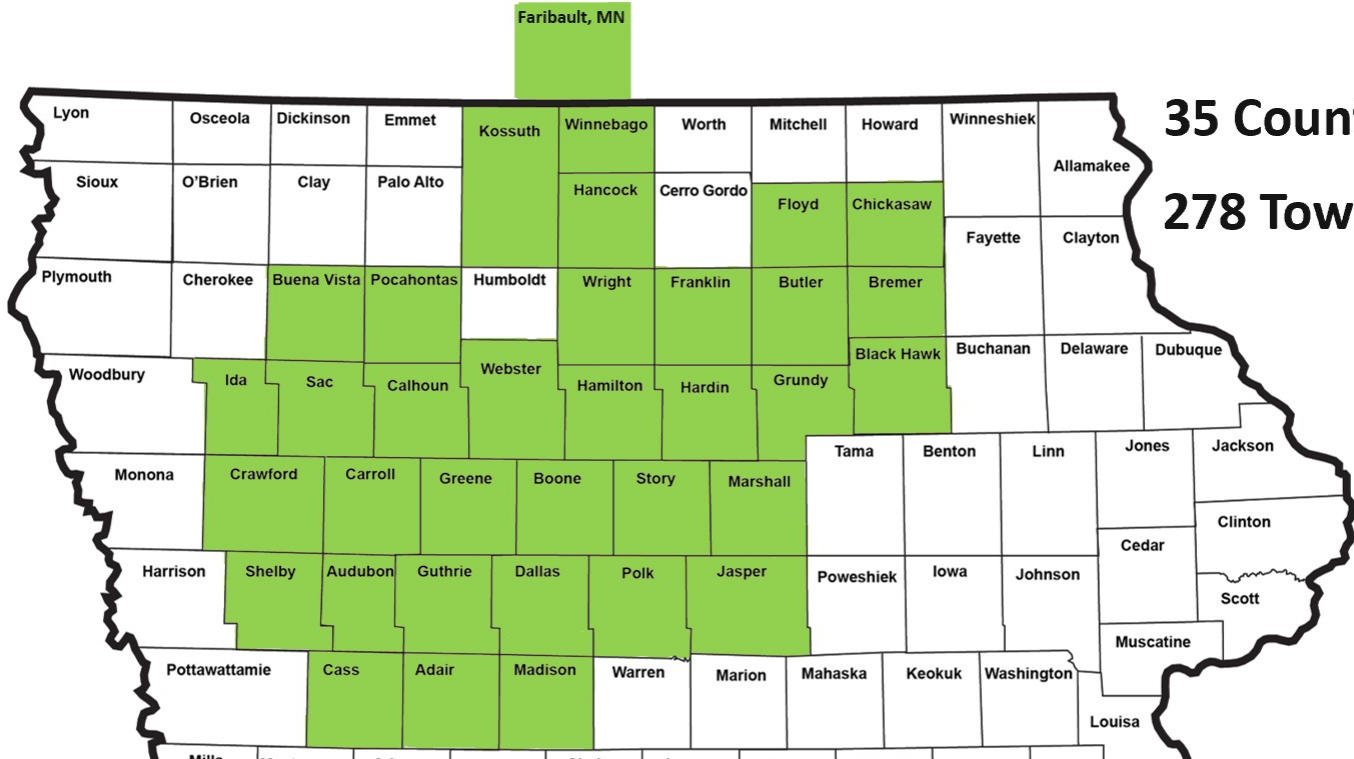 Faribault, MN
Lyon
Osceola
Dickinson
Emmet
Kossuth
Winnebago
Worth
Mitchell
Howard
Winneshiek
Allamakee
35 Coun
Sioux
O'Brien
Clay
Palo Alto
Hancock
Cerro Gordo
Floyd
Chickasaw
278 Tow
Fayette
Clayton
Plymouth
Cherokee
Buena Vista
Pocahontas
Humboldt
Wright
Franklin
Butler
Bremer
Woodbury
Ida
Sac
Calhoun
Webster
Hamilton
Hardin
Grundy
Black Hawk
Buchanan
Delaware
Dubuque
Monona
Crawford
Carroll
Greene
Boone
Story
Marshall
Tama
Benton
Linn
Jones
Jackson
Clinton
Harrison
Shelby
Audubon
Guthrie
Dallas
Polk
Jasper
Poweshiek
Iowa
Johnson
Cedar
Scott
Muscatine
Pottawattamie
Cass
Adair
Madison
Warren
Marion
Mahaska
Keokuk
Washington
Louisa
Mills